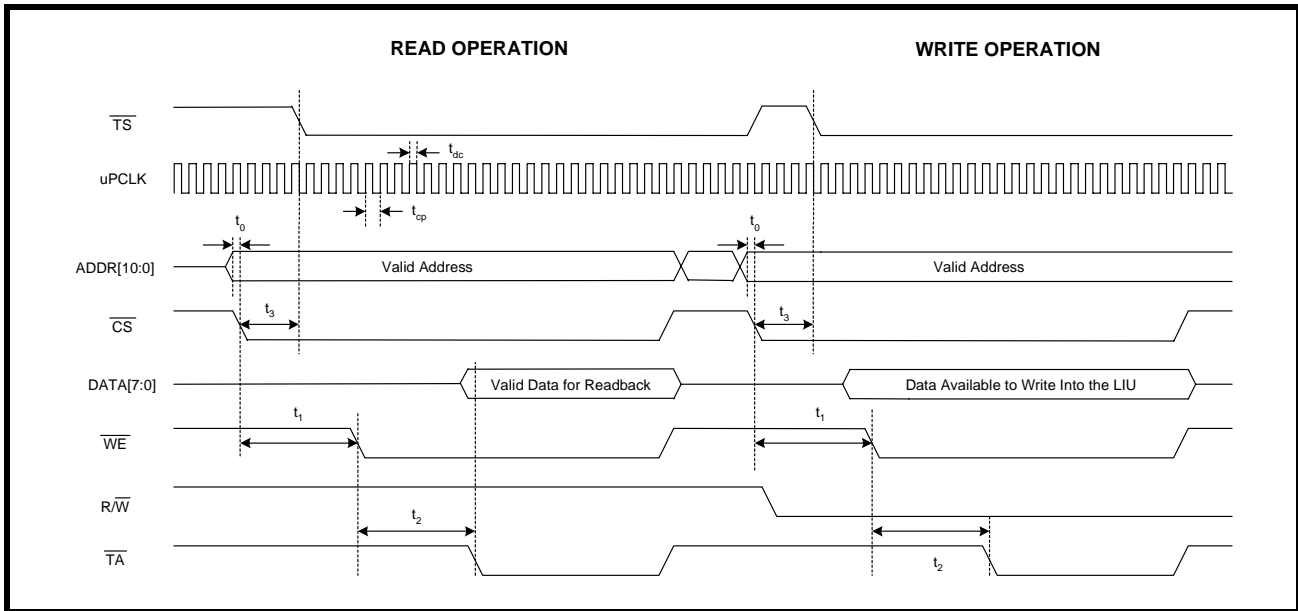 READ OPERATION WRITE OPERATION
TS
t_dc
uPCLK
t_cp
t_0 t_0
ADDR[10:0] Valid Address Valid Address
t_3 t_3
CS
DATA[7:0] Valid Data for Readback Data Available to Write Into the LIU
t_1 t_1
WE
R/W
t_2
TA t_2